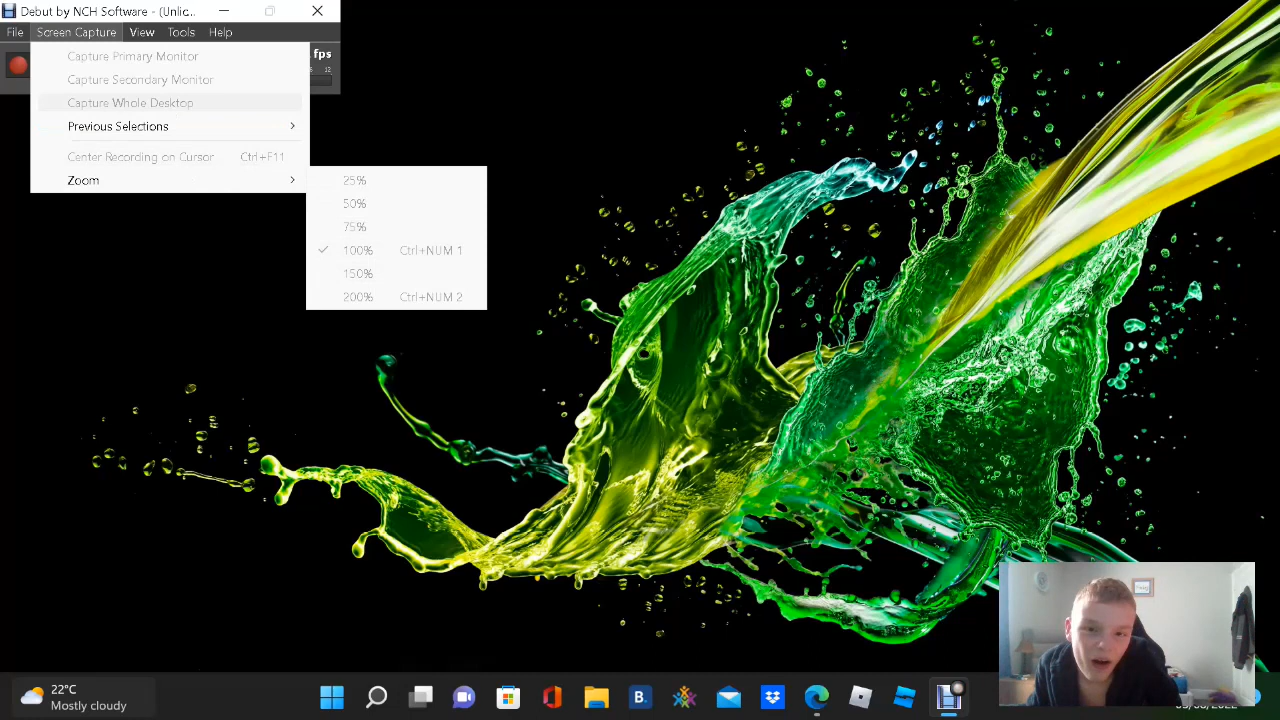 Debut by NCH Software - (Unlic...
File Screen Capture View Tools Help
fps
12
Capture Primary Monitor
Capture Secondary Monitor
Capture Whole Desktop
Previous Selections
Center Recording on Cursor Ctrl+F11
Zoom
25%
50%
75%
100% Ctrl+NUM 1
150%
200% Ctrl+NUM 2
22°C
Mostly cloudy
B.